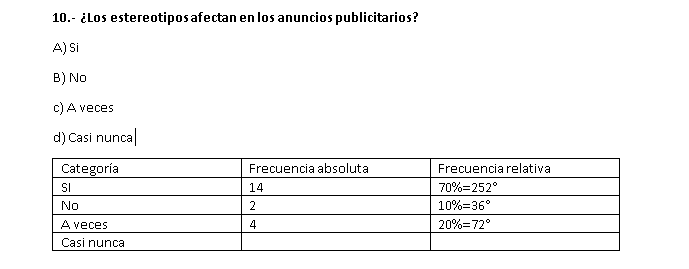 10.- ¿Los estereotipos afectan en los anuncios publicitarios?
A) Si
B) No
c) A veces
d) Casi nunca
Categoría Frecuencia absoluta Frecuencia relativa
SI 14 70%=252°
No 2 10%=36°
A veces 4 20%=72°
Casi nunca